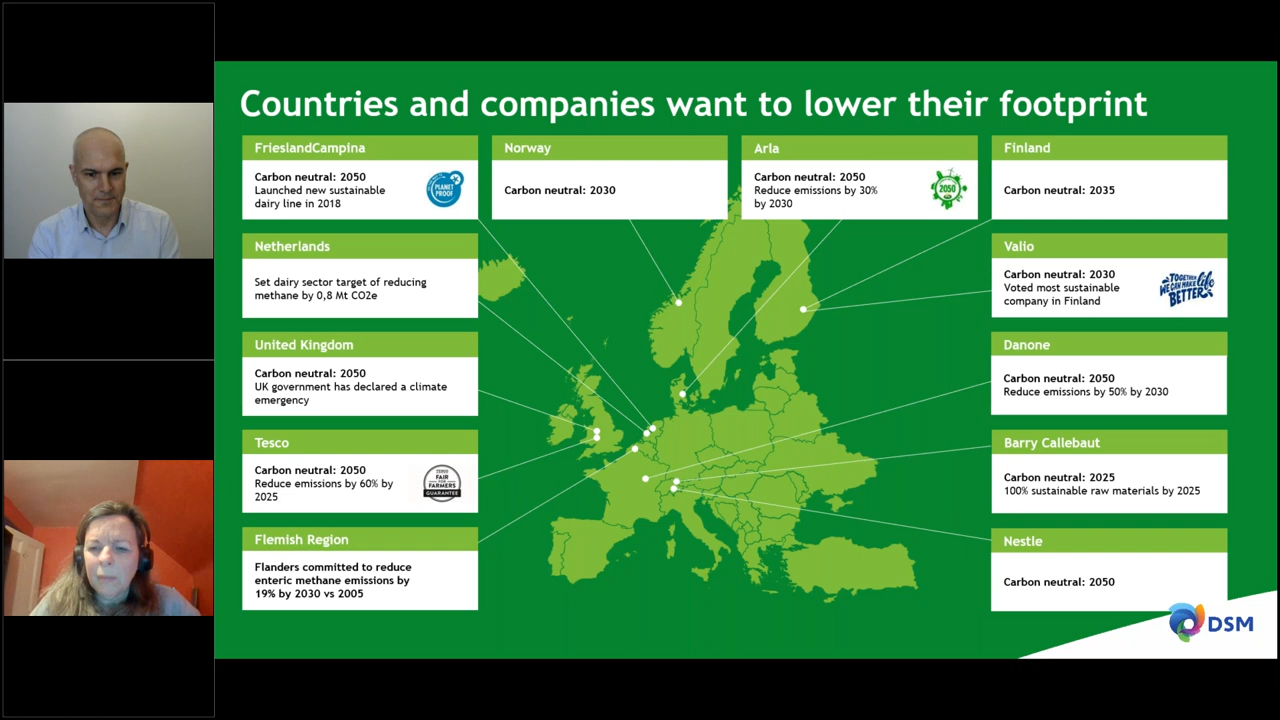 Countries and companies want to lower their footprint
FrieslandCampina
Carbon neutral: 2050
Launched new sustainable
dairy line in 2018
PLANET
PROOF
Norway
Carbon neutral: 2030
Arla
Carbon neutral: 2050
Reduce emissions by 30%
by 2030
2050
Finland
Carbon neutral: 2035
Netherlands
Set dairy sector target of reducing
methane by 0,8 Mt CO2e
Valio
Carbon neutral: 2030
Voted most sustainable
company in Finland
TOGETHER
WE CAN MAKE life
BETTER
United Kingdom
Carbon neutral: 2050
UK government has declared a climate
emergency
Danone
Carbon neutral: 2050
Reduce emissions by 50% by 2030
Tesco
Carbon neutral: 2050
Reduce emissions by 60% by
2025
FAIR
FOR
FARMERS
GUARANTEE
Barry Callebaut
Carbon neutral: 2025
100% sustainable raw materials by 2025
Flemish Region
Flanders committed to reduce
enteric methane emissions by
19% by 2030 vs 2005
Nestle
Carbon neutral: 2050
DSM